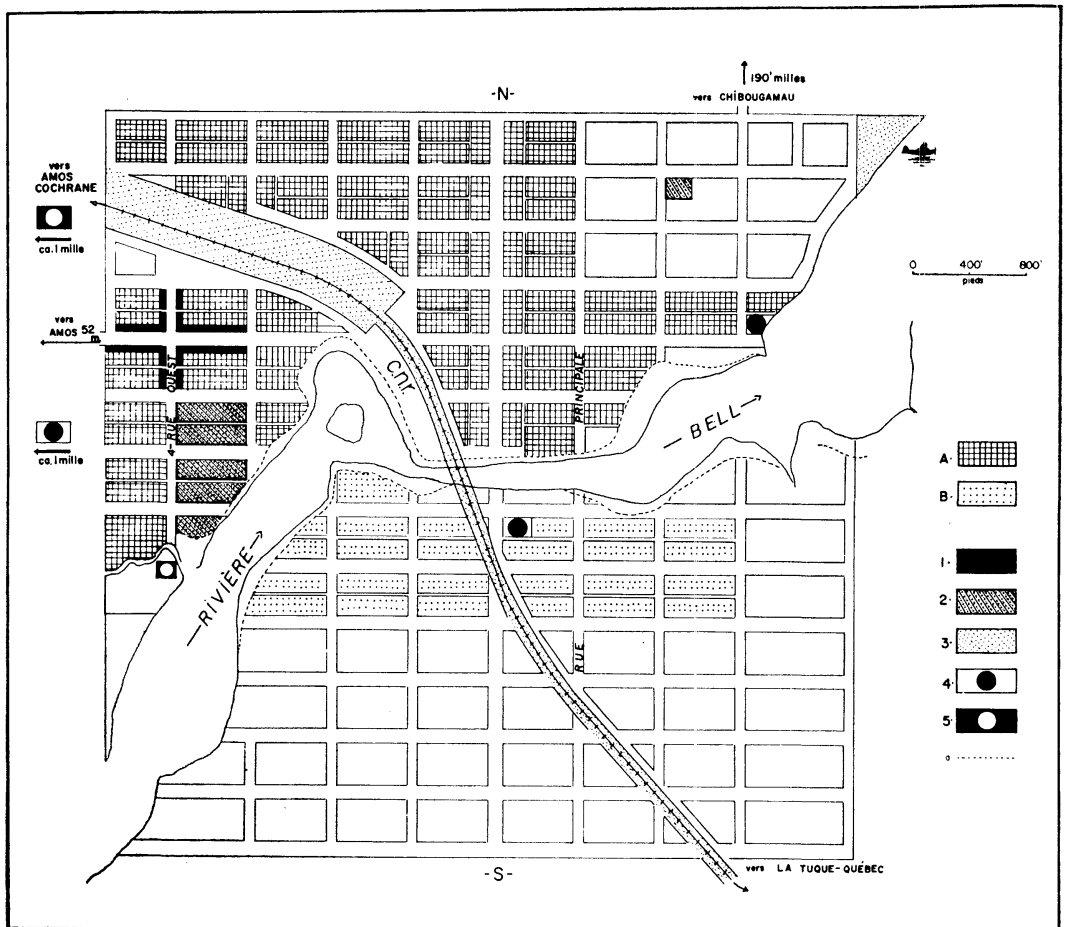 -N-
190' milles
vers CHIBOUGAMAU
vers
AMOS
COCHRANE
ca. 1 mille
0 400' 800'
pieds
vers
AMOS 52
m.
C.N.R.
4e RUE OUEST
RUE PRINCIPALE
— BELL →
ca. 1 mille
— RIVIÈRE →
A.
B.
1.
2.
3.
4.
5.
a
vers LA TUQUE-QUÉBEC
-S-